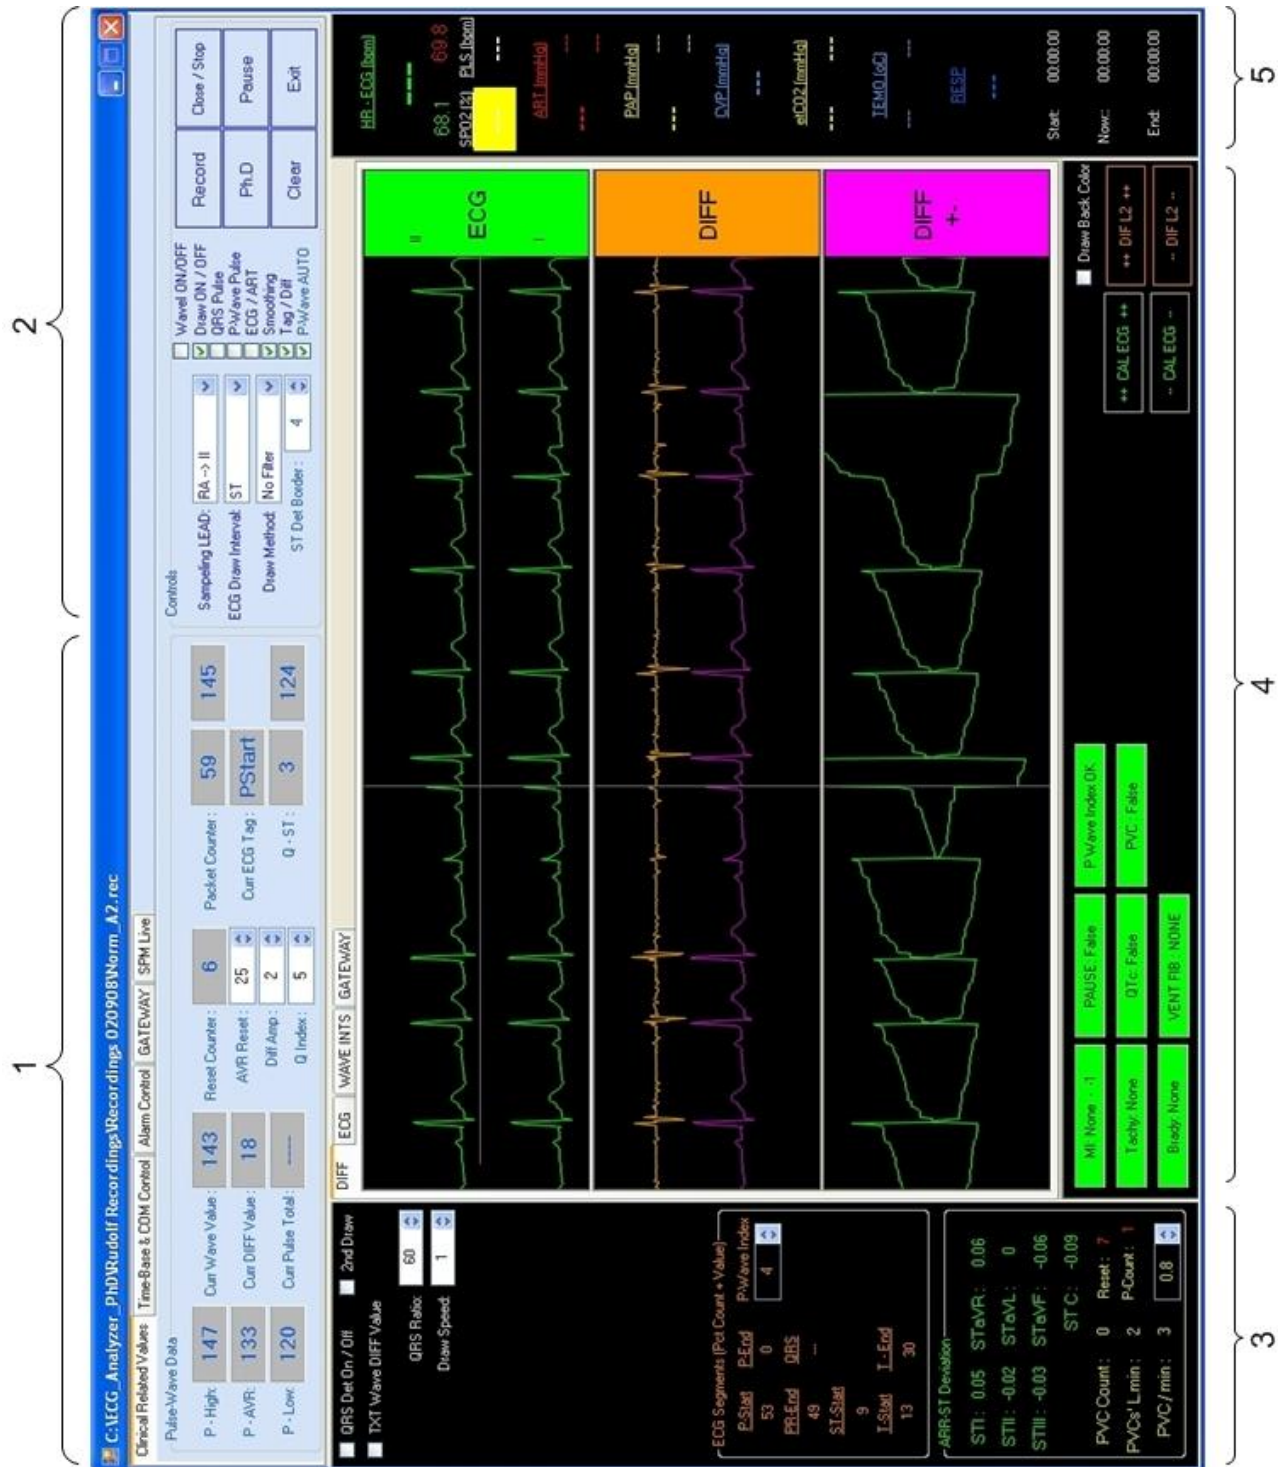 1
2
C:\ECG_Analyzer_PhD\Rudolf Recordings\Recordings 020908\Norm_A2.rec
Clinical Related Values
Time-Base & COM Control
Alarm Control
GATEWAY
SPM Live
Pulse-Wave Data
P - High: 147
Curr Wave Value: 143
Reset Counter: 6
Packet Counter: 59 145
P - AVR: 133
Curr DIFF Value: 18
AVR Reset: 25
Curr ECG Tag: PStart
P - Low: 120
Curr Pulse Total: ----
Diff Amp: 2
Q Index: 5
Q - ST: 3 124
Controls
Sampeling LEAD: RA --> II
ECG Draw Interval: ST
Draw Method: No Filter
ST Det Border: 4
Wavel ON/OFF
Draw ON / OFF
QRS Pulse
P-Wave Pulse
ECG / ART
Smoothing
Tag / Diff
P-Wave AUTO
Record
Close / Stop
Ph.D
Pause
Clear
Exit
QRS Det On / Off
2nd Draw
TXT Wave DIFF Value
QRS Ratio: 60
Draw Speed: 1
ECG Segments (Pct Count + Value)
P-Start P-End P-Wave Index
53 0 4
PR-End QRS
49 ---
ST-Start
9
T-Start T-End
13 30
ARR-ST Deviation
STI: 0.05 STaVR: 0.06
STII: -0.02 STaVL: 0
STIII: -0.03 STaVF: -0.06
ST C: -0.09
PVC Count: 0 Reset: 7
PVCs' L.min: 2 P-Count: 1
PVC / min: 3 0.8
DIFF
ECG
WAVE INTS
GATEWAY
II
ECG
I
DIFF
DIFF
+-
MI: None - -1
PAUSE: False
P Wave Index OK
Tachy: None
QTc: False
PVC: False
Brady: None
VENT FIB: NONE
Draw Back Color
++ CAL ECG ++
++ DIF L2 ++
-- CAL ECG --
-- DIF L2 --
HR - ECG [bpm]
---
68.1 69.8
SPO2 [%] PLS [bpm]
--- ---
ART [mmHg]
--- --- ---
PAP [mmHg]
--- --- ---
CVP [mmHg]
---
etCO2 [mmHg]
--- ---
TEMO [oC]
--- ---
RESP
---
Start: 00:00:00
Now:: 00:00:00
End: 00:00:00
3
4
5